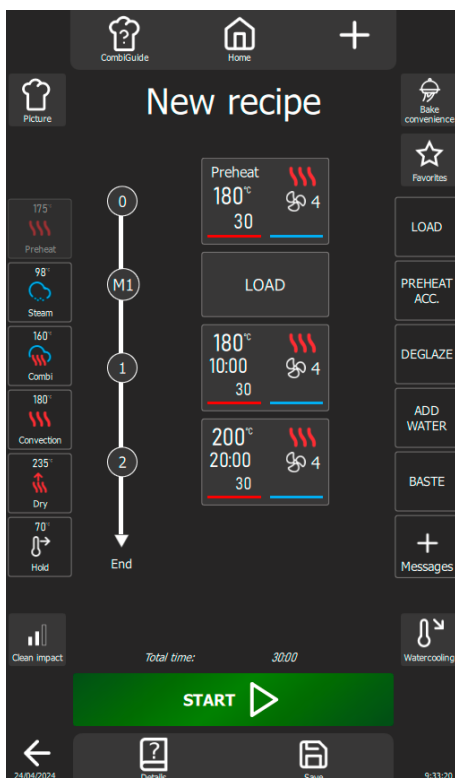 ?
CombiGuide
Home
Picture
New recipe
Bake
convenience
Favorites
0
Preheat
180°C
4
30
175°
Preheat
LOAD
M1
LOAD
98°
Steam
PREHEAT
ACC.
160°
Combi
1
180°C
10:00
4
30
DEGLAZE
180°
Convection
ADD
WATER
2
200°C
20:00
4
30
235°
Dry
BASTE
70°
Hold
End
Messages
Clean impact
Total time:
30:00
Watercooling
START
?
Details
Save
24/04/2024
9:33:20